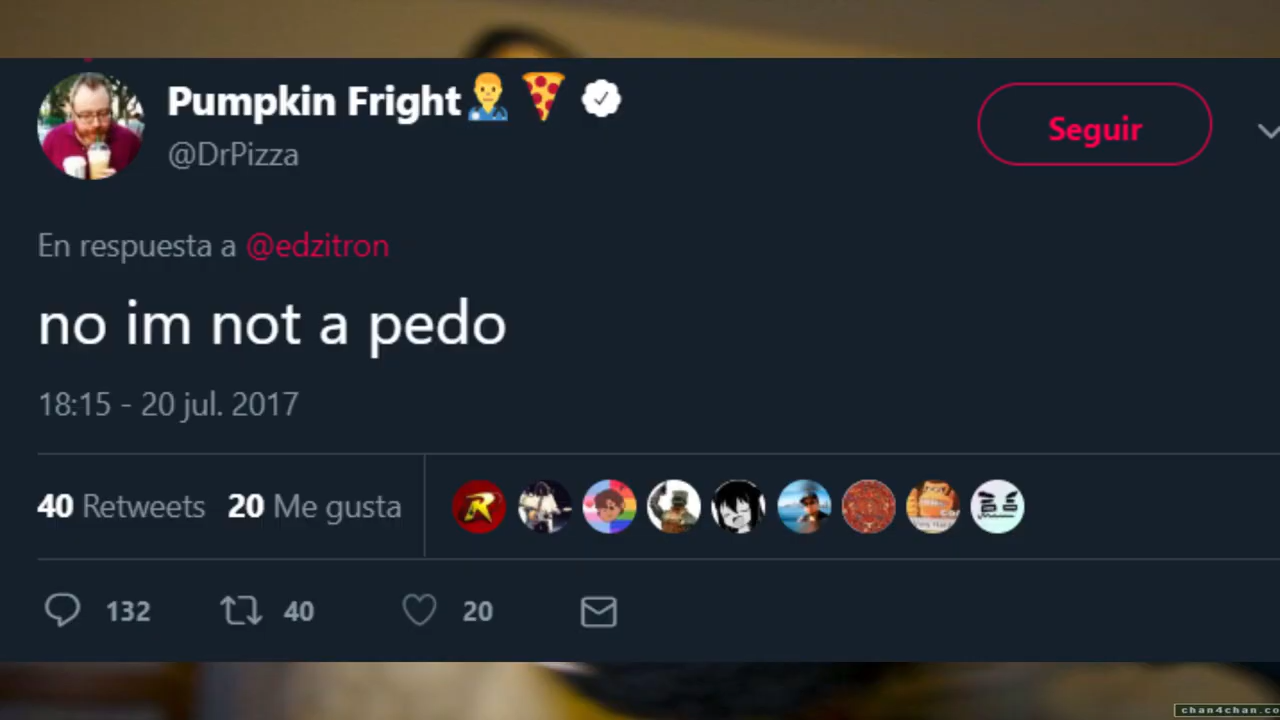 Pumpkin Fright
@DrPizza
Seguir
En respuesta a @edzitron
no im not a pedo
18:15 - 20 jul. 2017
40 Retweets 20 Me gusta
132 40 20
chan4chan.co